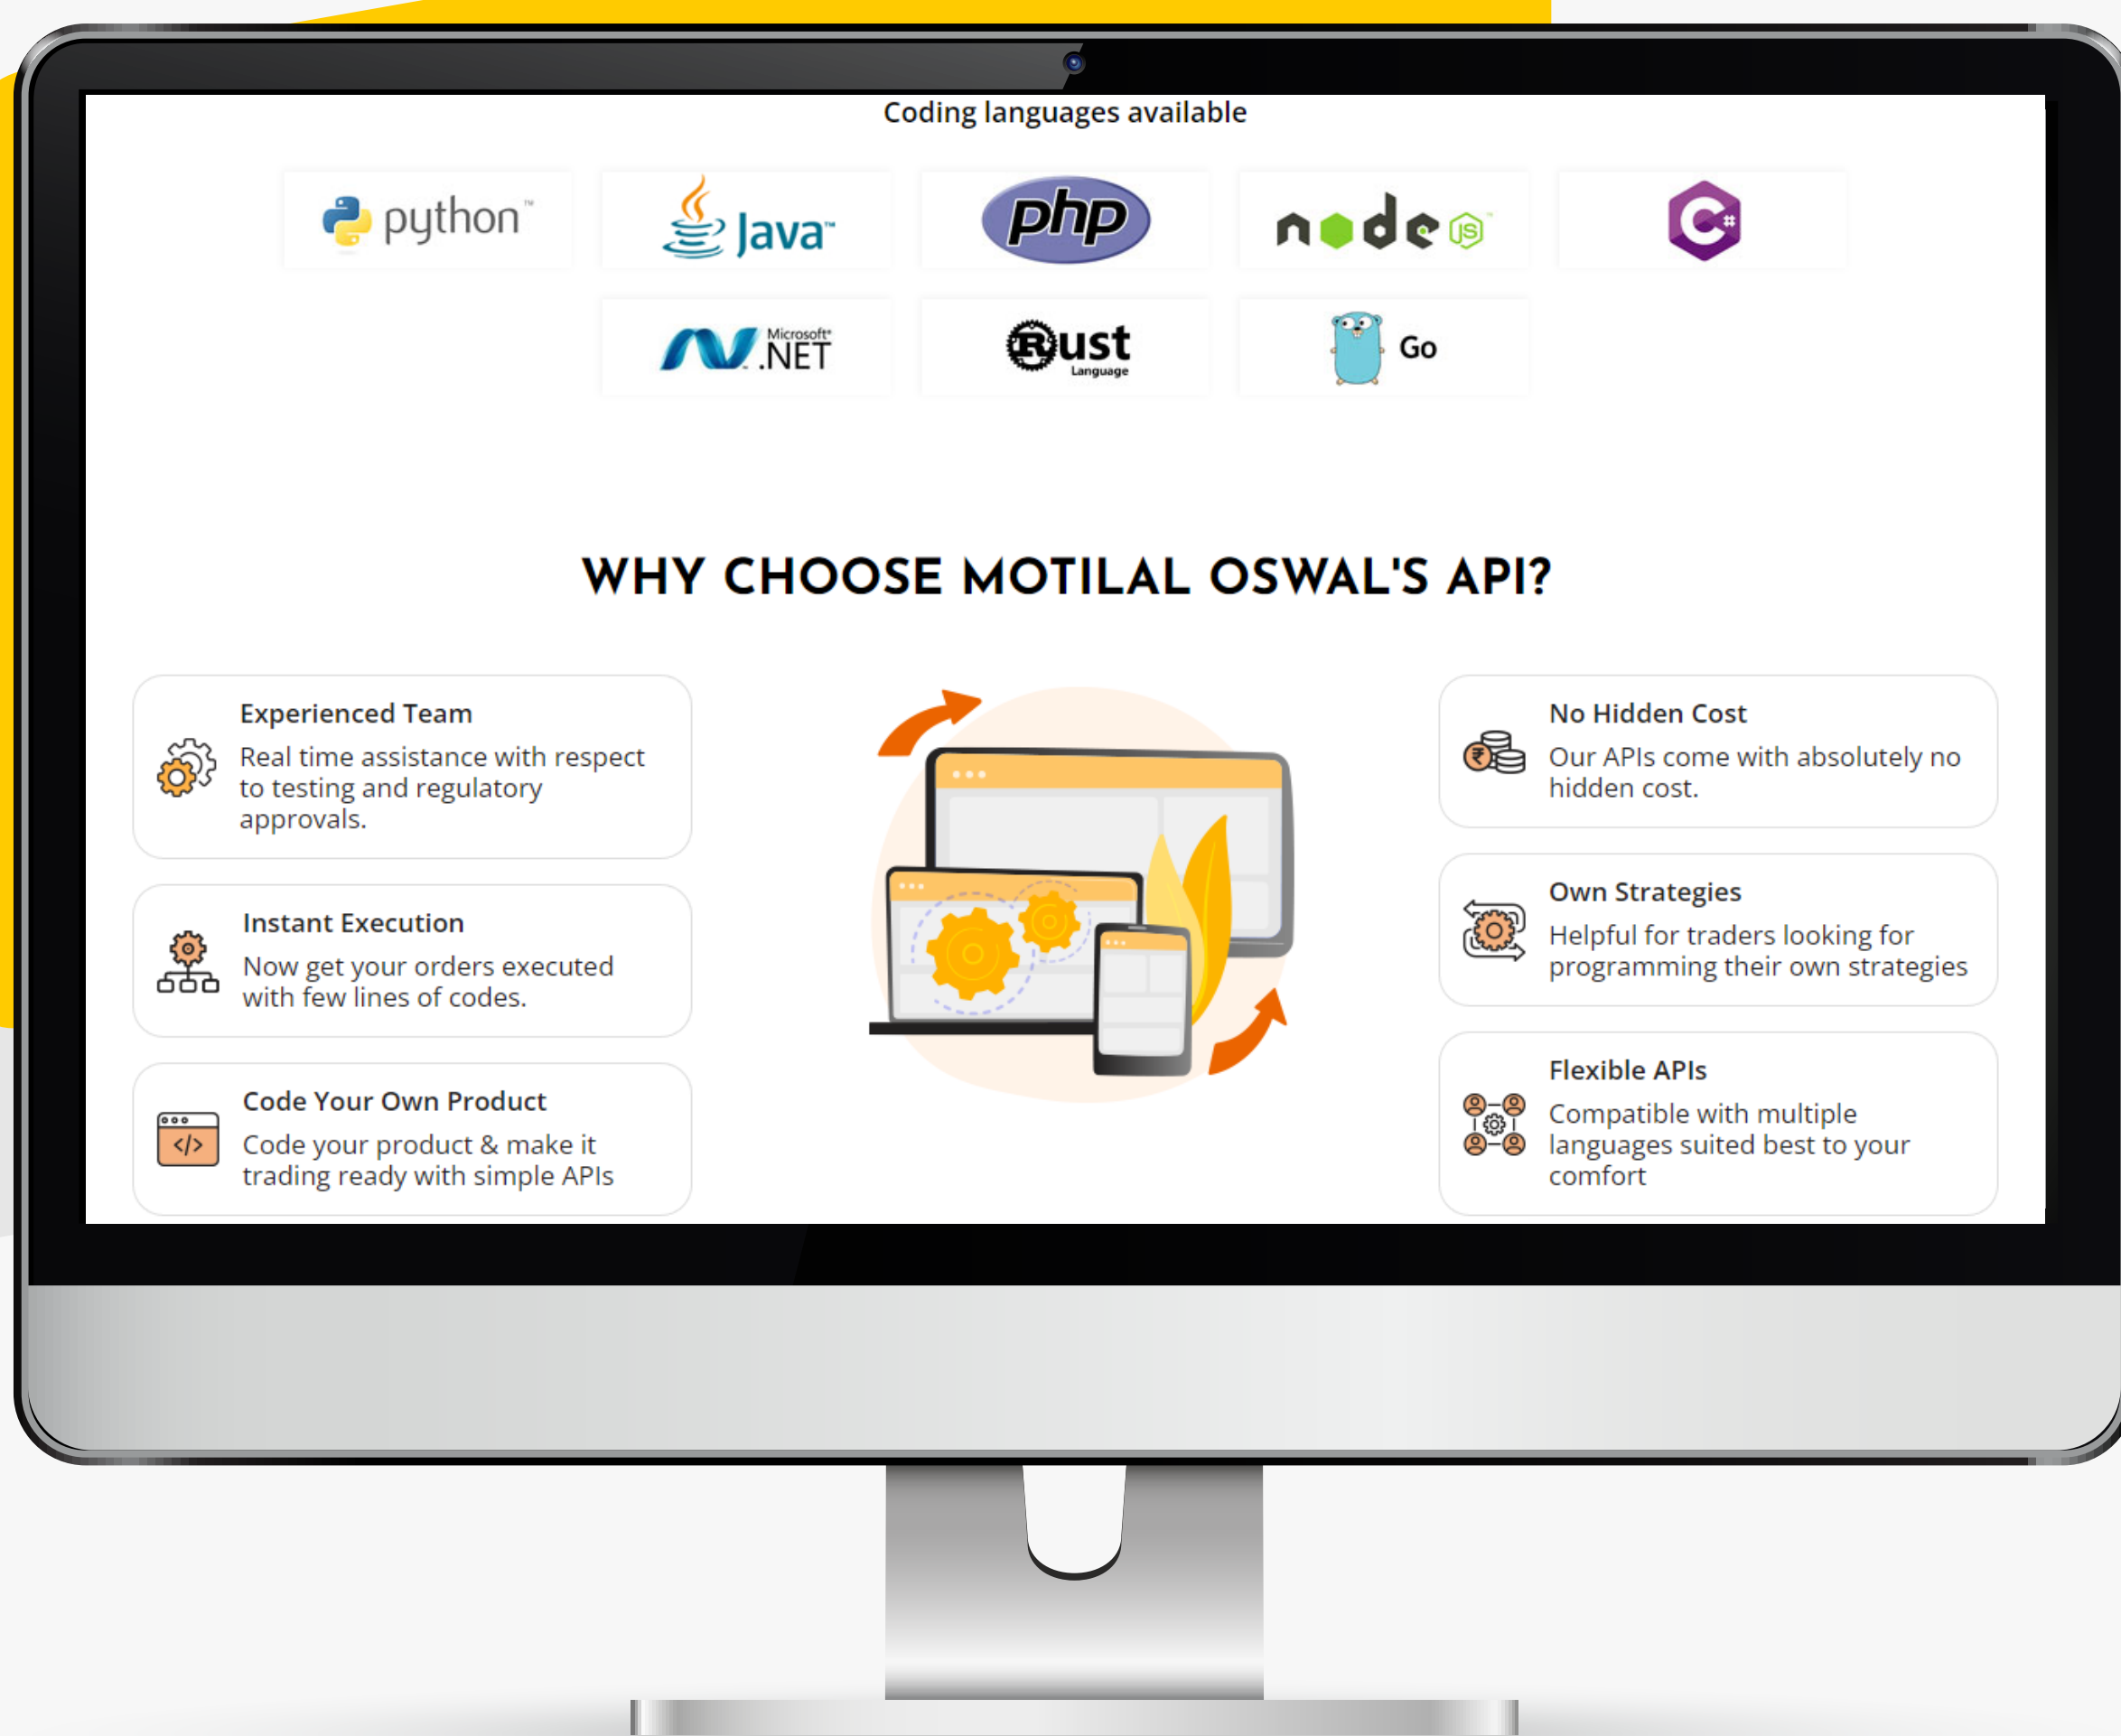 Coding languages available
python™
Java™
php
node JS™
C#
Microsoft®
.NET
Rust
Language
Go
WHY CHOOSE MOTILAL OSWAL'S API?
Experienced Team
Real time assistance with respect
to testing and regulatory
approvals.
Instant Execution
Now get your orders executed
with few lines of codes.
Code Your Own Product
Code your product & make it
trading ready with simple APIs
</>
No Hidden Cost
Our APIs come with absolutely no
hidden cost.
₹
Own Strategies
Helpful for traders looking for
programming their own strategies
Flexible APIs
Compatible with multiple
languages suited best to your
comfort